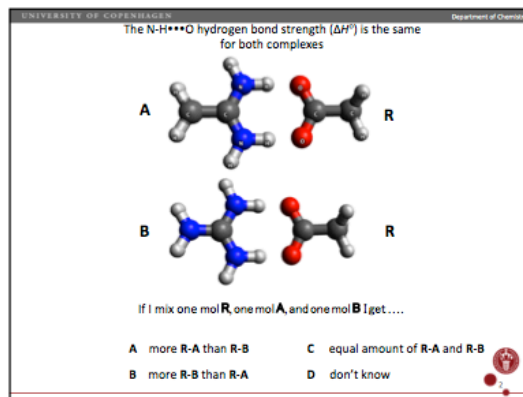 UNIVERSITY OF COPENHAGEN
Department of Chemist
The N-H•••O hydrogen bond strength (ΔH°) is the same
for both complexes
A
R
B
R
If I mix one mol R, one mol A, and one mol B I get ….
A more R-A than R-B
C equal amount of R-A and R-B
B more R-B than R-A
D don't know
2